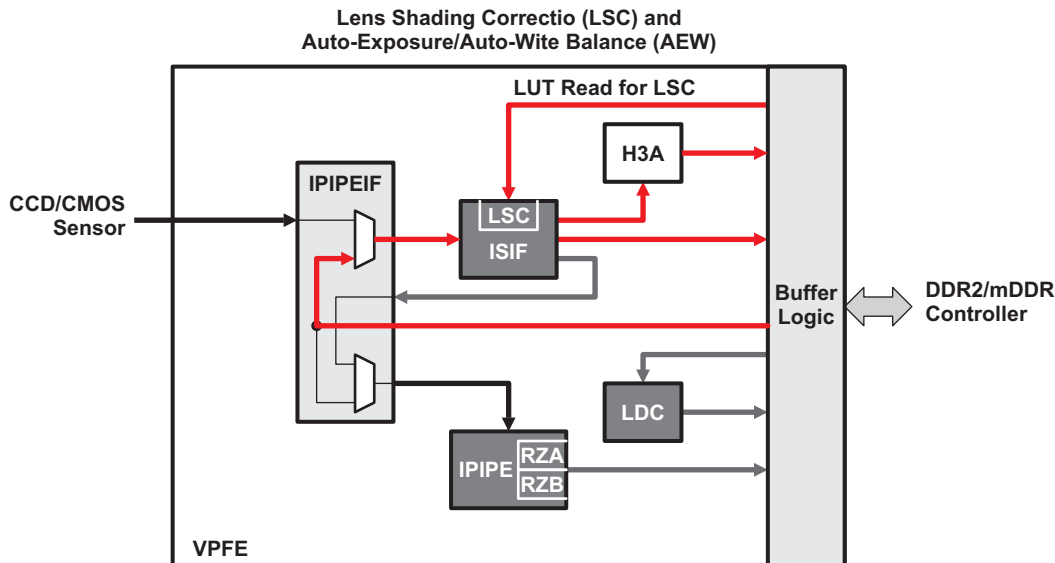 Lens Shading Correctio (LSC) and
Auto-Exposure/Auto-Wite Balance (AEW)
LUT Read for LSC
H3A
IPIPEIF
CCD/CMOS
Sensor
LSC
ISIF
Buffer
Logic
DDR2/mDDR
Controller
LDC
IPIPE
RZA
RZB
VPFE